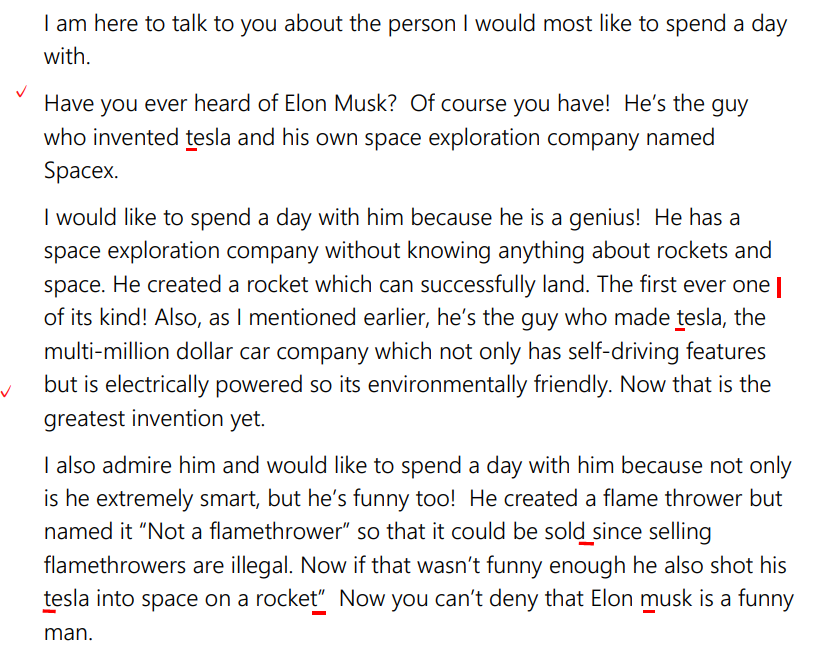 I am here to talk to you about the person I would most like to spend a day
with.
Have you ever heard of Elon Musk?  Of course you have!  He’s the guy
who invented tesla and his own space exploration company named
Spacex.
I would like to spend a day with him because he is a genius!  He has a
space exploration company without knowing anything about rockets and
space. He created a rocket which can successfully land. The first ever one
of its kind! Also, as I mentioned earlier, he’s the guy who made tesla, the
multi-million dollar car company which not only has self-driving features
but is electrically powered so its environmentally friendly. Now that is the
greatest invention yet.
I also admire him and would like to spend a day with him because not only
is he extremely smart, but he’s funny too!  He created a flame thrower but
named it “Not a flamethrower” so that it could be sold since selling
flamethrowers are illegal. Now if that wasn’t funny enough he also shot his
tesla into space on a rocket”  Now you can’t deny that Elon musk is a funny
man.